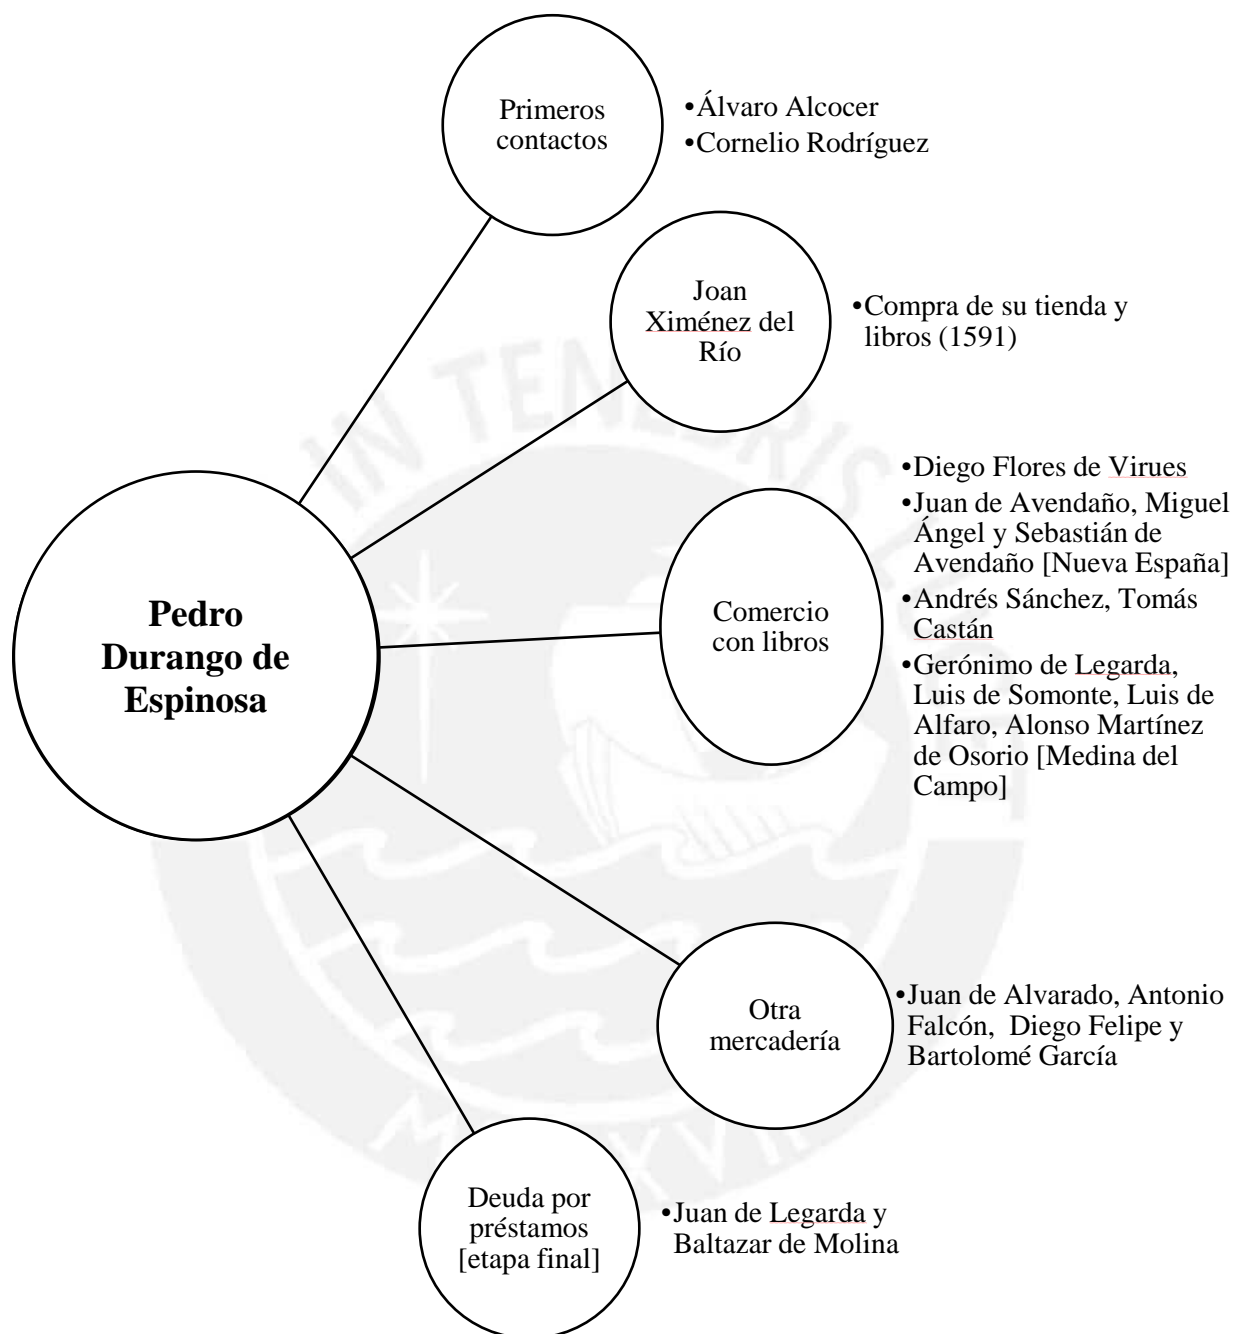 Primeros
contactos
•Álvaro Alcocer
•Cornelio Rodríguez
Joan
Ximénez del
Río
•Compra de su tienda y
libros (1591)
Pedro
Durango de
Espinosa
Comercio
con libros
•Diego Flores de Virues
•Juan de Avendaño, Miguel
Ángel y Sebastián de
Avendaño [Nueva España]
•Andrés Sánchez, Tomás
Castán
•Gerónimo de Legarda,
Luis de Somonte, Luis de
Alfaro, Alonso Martínez
de Osorio [Medina del
Campo]
Otra
mercadería
•Juan de Alvarado, Antonio
Falcón, Diego Felipe y
Bartolomé García
Deuda por
préstamos
[etapa final]
•Juan de Legarda y
Baltazar de Molina
IN TENEBRIS